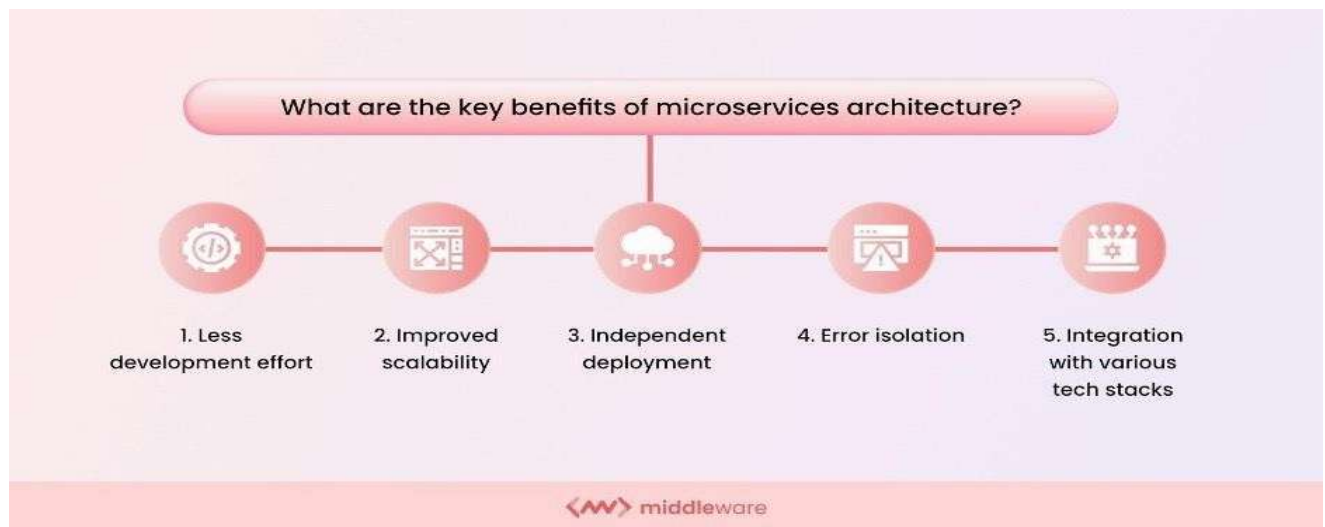 What are the key benefits of microservices architecture?
1. Less
development effort
2. Improved
scalability
3. Independent
deployment
4. Error isolation
5. Integration
with various
tech stacks
middleware